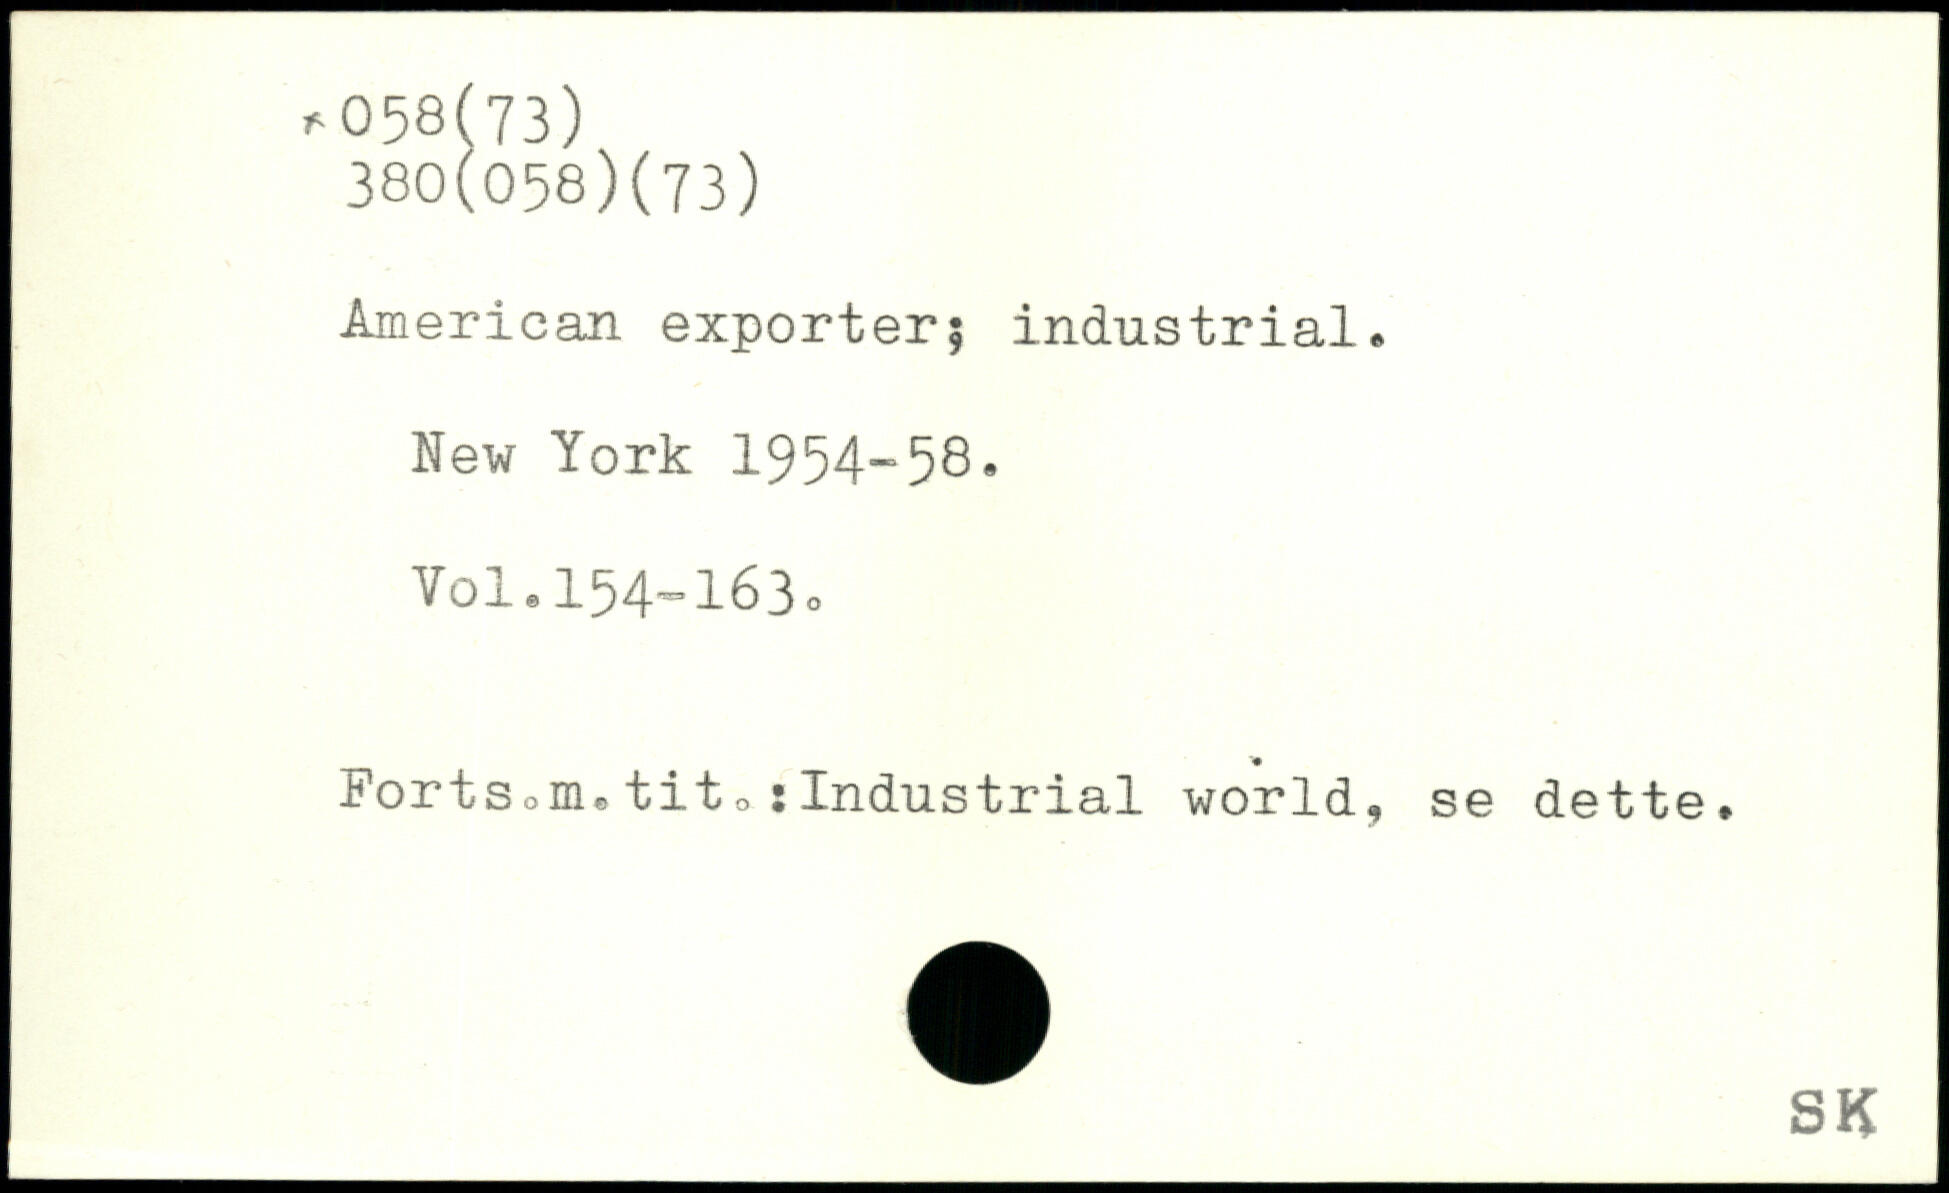 *058(73)
380(058)(73)
American exporter; industrial.
New York 1954-58.
Vol.154-163.
Forts.m.tit.:Industrial world, se dette.
SK